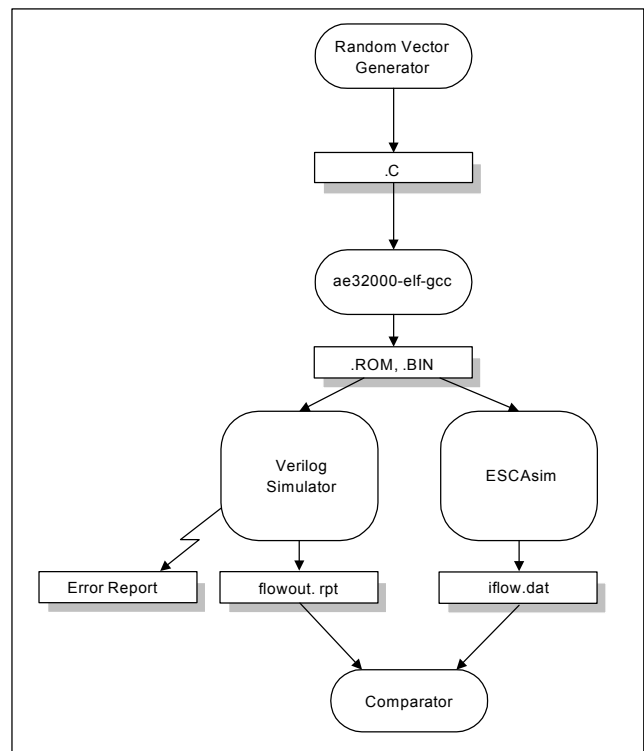 Random Vector
Generator
.C
ae32000-elf-gcc
.ROM, .BIN
Verilog
Simulator
ESCAsim
Error Report
flowout. rpt
iflow.dat
Comparator